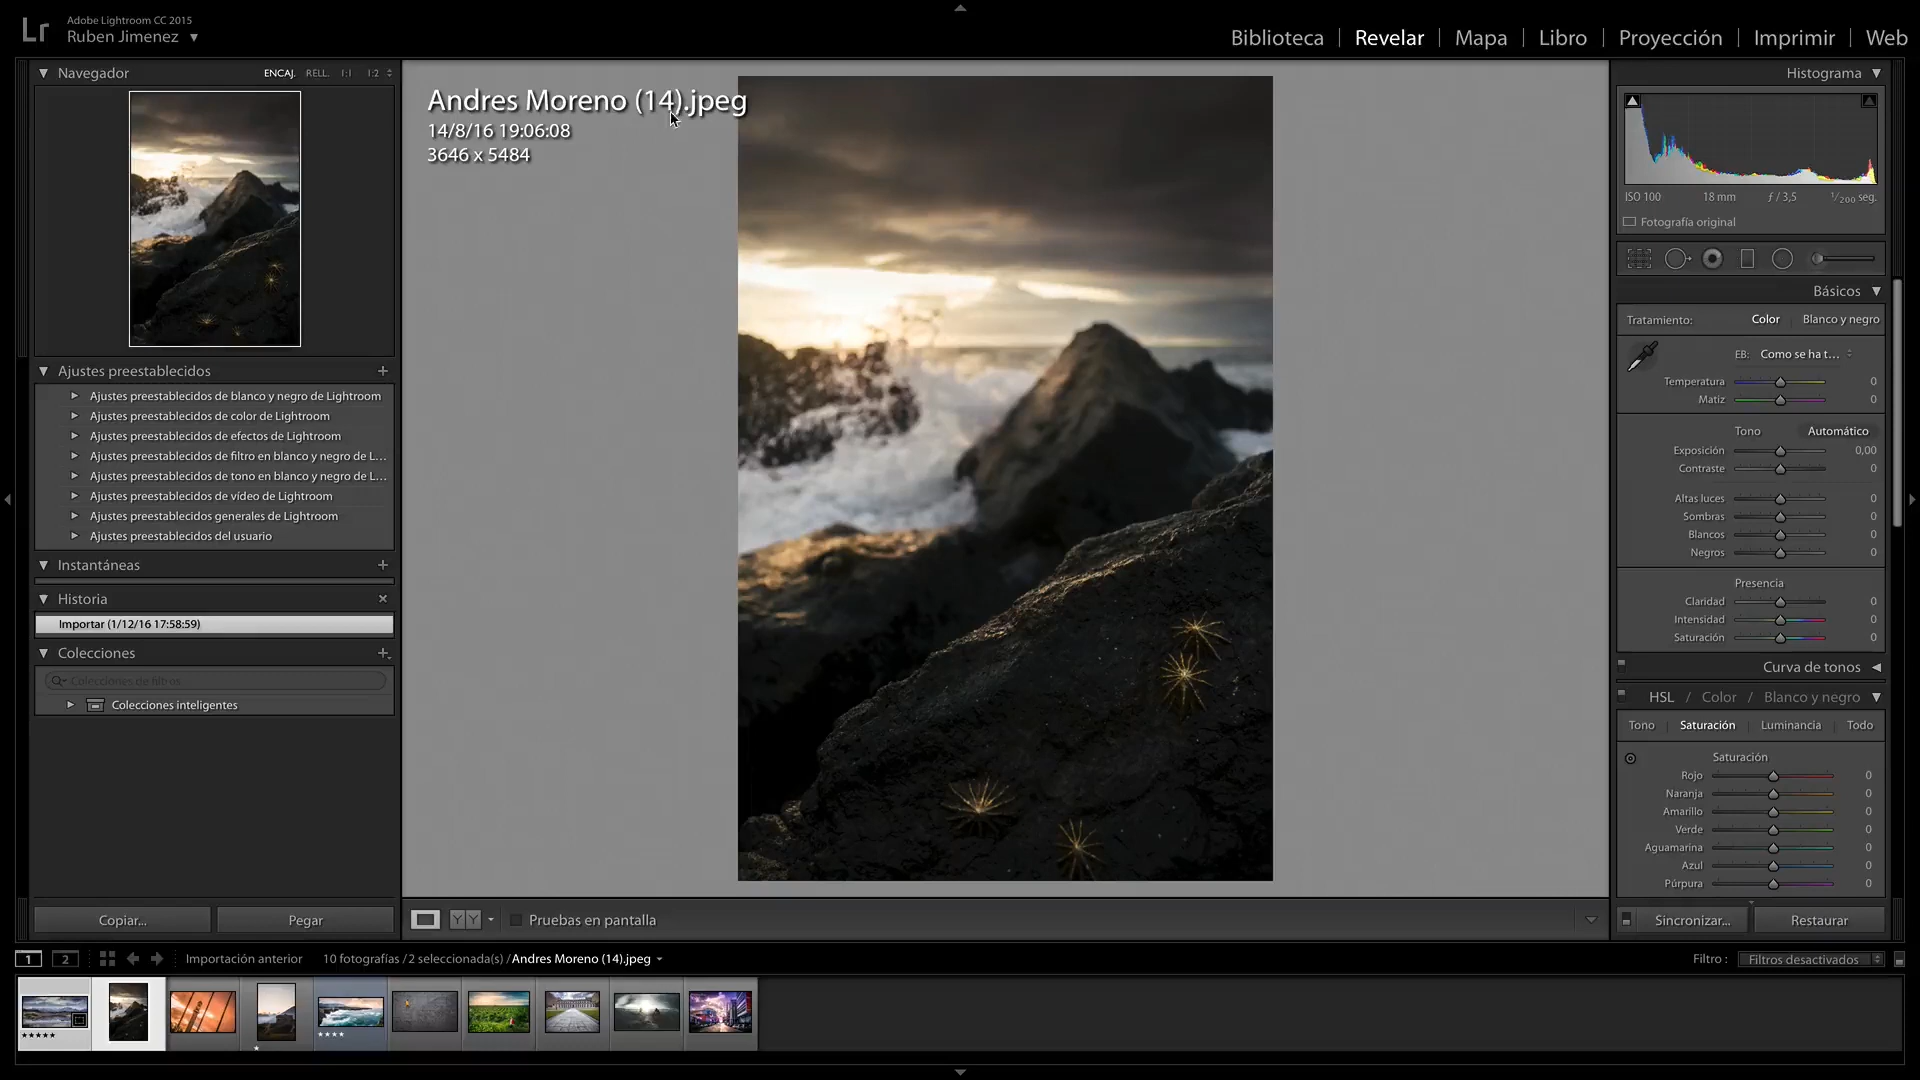 Adobe Lightroom CC 2015
Ruben Jimenez
Biblioteca | Revelar | Mapa | Libro | Proyección | Imprimir | Web
Navegador ENCAJ. RELL. 1:1 1:2
Ajustes preestablecidos
Ajustes preestablecidos de blanco y negro de Lightroom
Ajustes preestablecidos de color de Lightroom
Ajustes preestablecidos de efectos de Lightroom
Ajustes preestablecidos de filtro en blanco y negro de L...
Ajustes preestablecidos de tono en blanco y negro de L...
Ajustes preestablecidos de vídeo de Lightroom
Ajustes preestablecidos generales de Lightroom
Ajustes preestablecidos del usuario
Instantáneas
Historia
Importar (1/12/16 17:58:59)
Colecciones
Colecciones de filtros
Colecciones inteligentes
Copiar... Pegar
Andres Moreno (14).jpeg
14/8/16 19:06:08
3646 x 5484
YY Pruebas en pantalla
Histograma
ISO 100 18 mm ƒ / 3,5 1/200 seg.
Fotografía original
Básicos
Tratamiento: Color Blanco y negro
EB: Como se ha t...
Temperatura 0
Matiz 0
Tono Automático
Exposición 0,00
Contraste 0
Altas luces 0
Sombras 0
Blancos 0
Negros 0
Presencia
Claridad 0
Intensidad 0
Saturación 0
Curva de tonos
HSL / Color / Blanco y negro
Tono Saturación Luminancia Todo
Saturación
Rojo 0
Naranja 0
Amarillo 0
Verde 0
Aguamarina 0
Azul 0
Púrpura 0
Sincronizar... Restaurar
1 2 Importación anterior 10 fotografías /2 seleccionada(s) /Andres Moreno (14).jpeg Filtro : Filtros desactivados